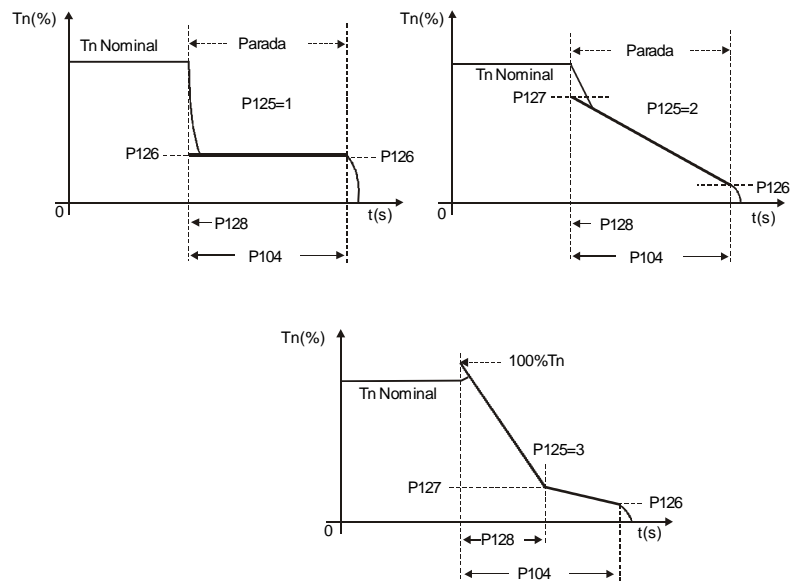 Tn(%)
Parada
Tn Nominal
P125=1
P126
P126
0
t(s)
P128
P104
Tn(%)
Parada
Tn Nominal
P127
P125=2
P126
0
t(s)
P128
P104
Tn(%)
100%Tn
Tn Nominal
P125=3
P127
P126
0
t(s)
P128
P104